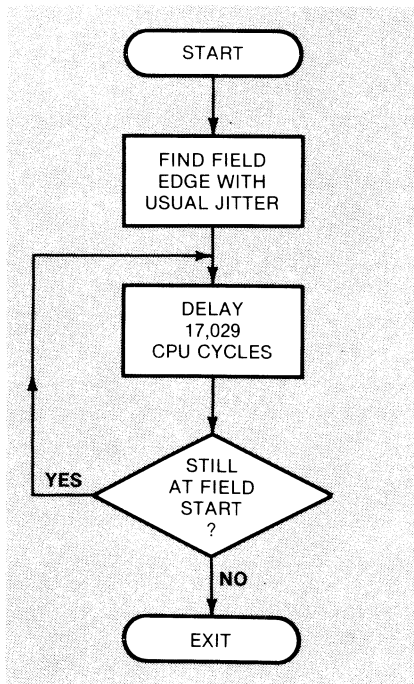 START
FIND FIELD
EDGE WITH
USUAL JITTER
DELAY
17,029
CPU CYCLES
STILL
AT FIELD
START
?
YES
NO
EXIT